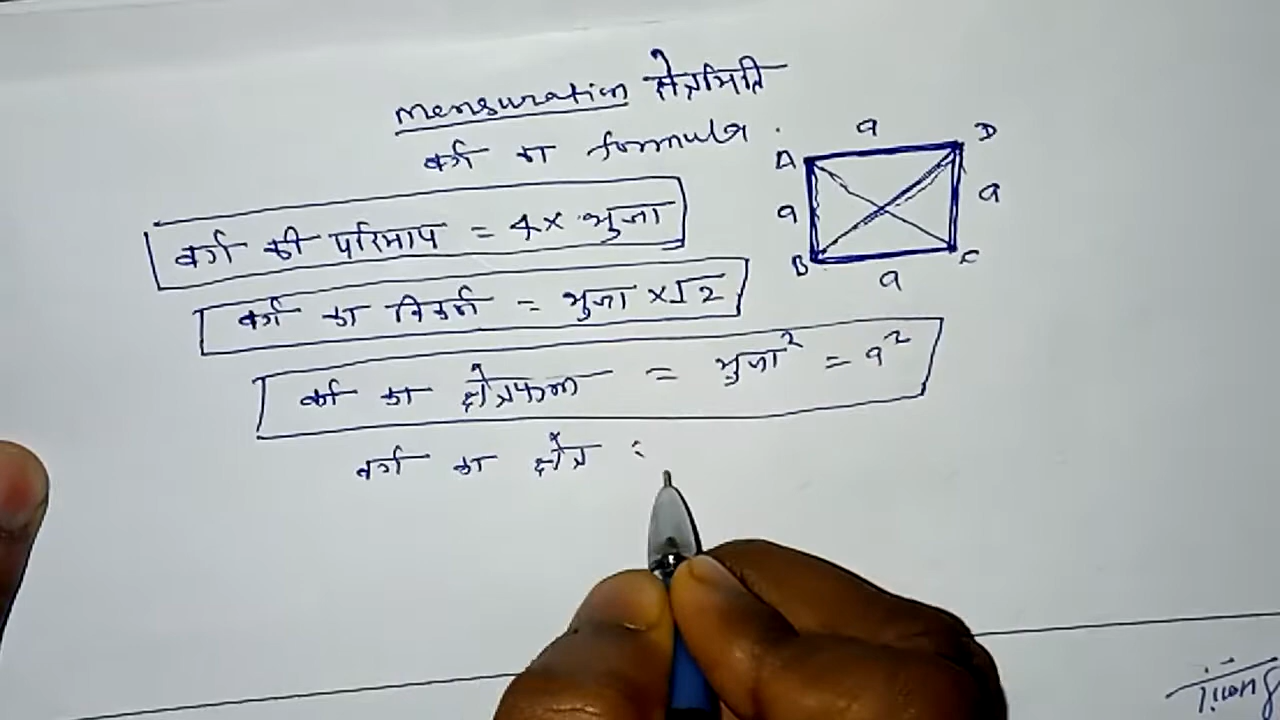 mensuration क्षेत्रमिति
वर्ग का formula
वर्ग की परिमाप = 4× भुजा
वर्ग का विकर्ण = भुजा × √2
वर्ग का क्षेत्रफल = भुजा² = a²
वर्ग का क्षेत्र =
a
A D
a a
B C
a